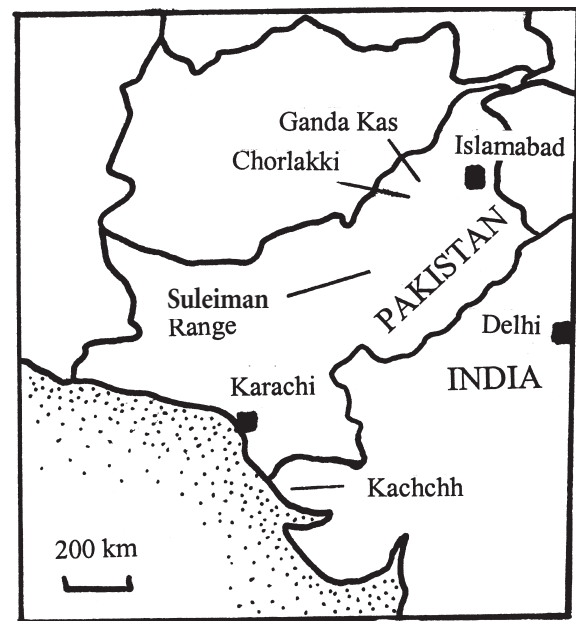 Ganda Kas
Islamabad
Chorlakki
PAKISTAN
Suleiman
Range
Delhi
Karachi
INDIA
Kachchh
200 km